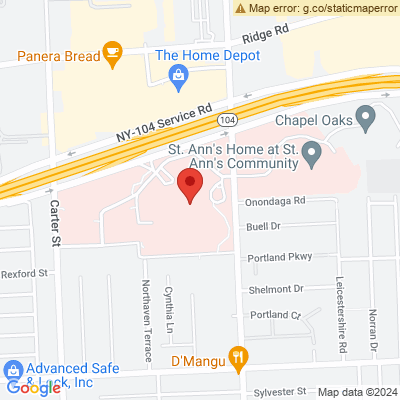 Map error: g.co/staticmaperror
Ridge Rd
Panera Bread
The Home Depot
NY-104 Service Rd
104
Chapel Oaks
St. Ann's Home at St.
Ann's Community
Carter St
Onondaga Rd
Buell Dr
Rexford St
Portland Pkwy
Northaven Terrace
Cynthia Ln
Shelmont Dr
Leicestershire Rd
Portland Cr
Norran Dr
D'Mangu
Advanced Safe
& Lock, Inc
Google
Map data ©2024
Sylvester St